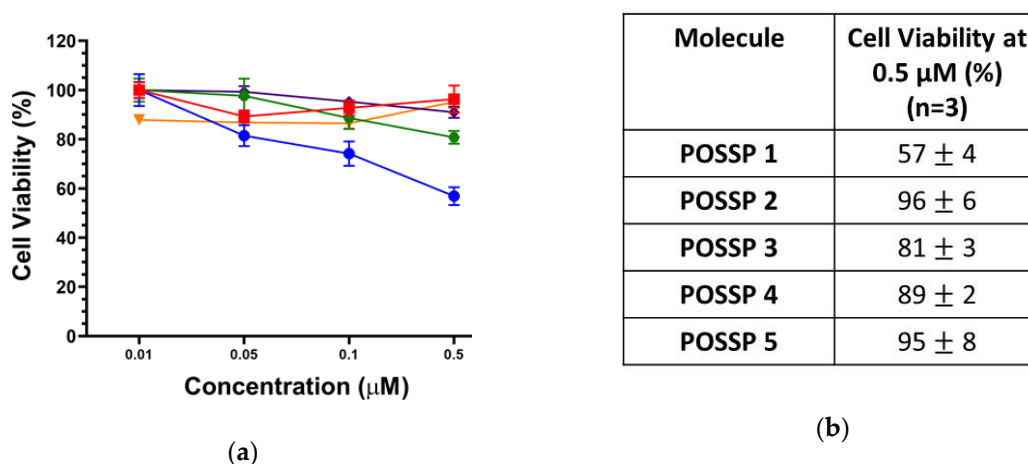 120
100
80
60
40
20
0
Cell Viability (%)
0.01 0.05 0.1 0.5
Concentration (μM)
(a)
Molecule Cell Viability at
0.5 μM (%)
(n=3)
POSSP 1 57 ± 4
POSSP 2 96 ± 6
POSSP 3 81 ± 3
POSSP 4 89 ± 2
POSSP 5 95 ± 8
(b)